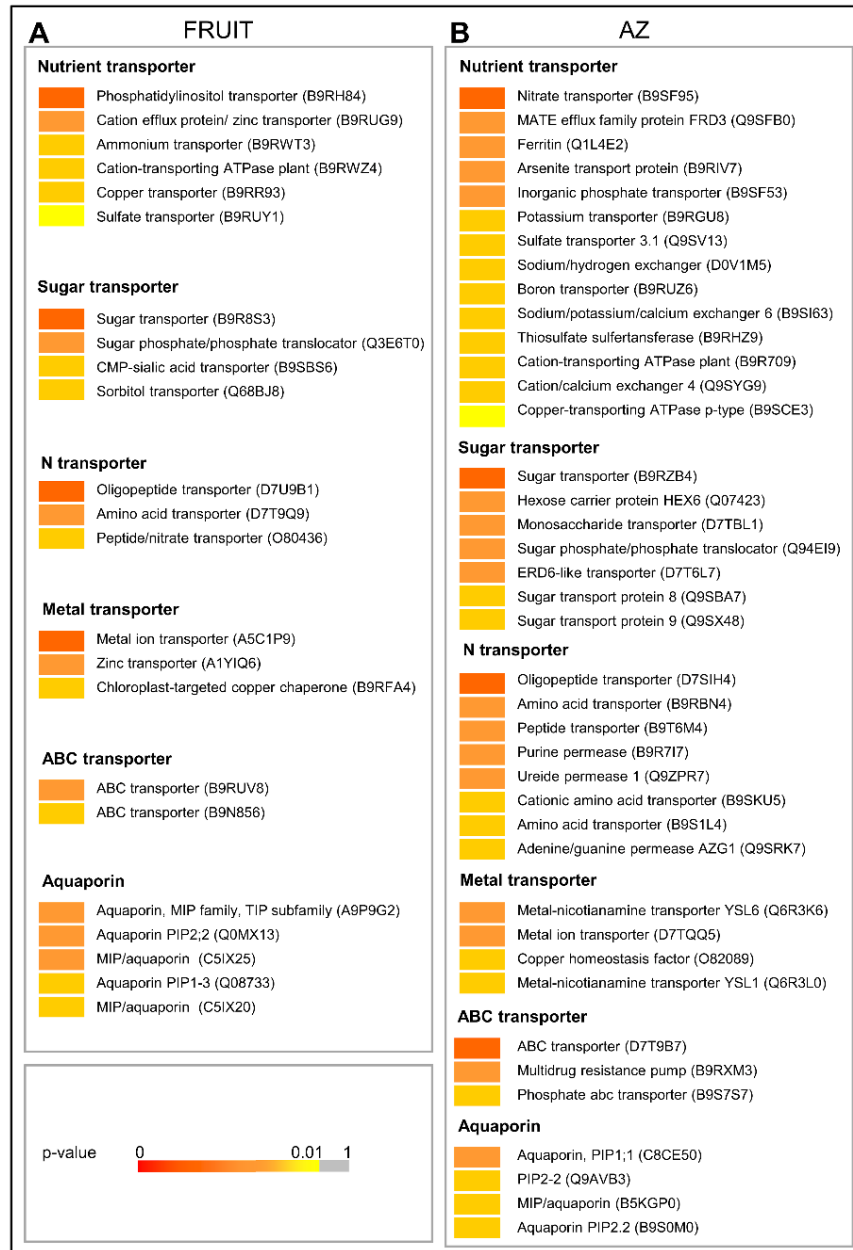 A FRUIT
Nutrient transporter
Phosphatidylinositol transporter (B9RH84)
Cation efflux protein/ zinc transporter (B9RUG9)
Ammonium transporter (B9RWT3)
Cation-transporting ATPase plant (B9RWZ4)
Copper transporter (B9RR93)
Sulfate transporter (B9RUY1)
Sugar transporter
Sugar transporter (B9R8S3)
Sugar phosphate/phosphate translocator (Q3E6T0)
CMP-sialic acid transporter (B9SBS6)
Sorbitol transporter (Q68BJ8)
N transporter
Oligopeptide transporter (D7U9B1)
Amino acid transporter (D7T9Q9)
Peptide/nitrate transporter (O80436)
Metal transporter
Metal ion transporter (A5C1P9)
Zinc transporter (A1YIQ6)
Chloroplast-targeted copper chaperone (B9RFA4)
ABC transporter
ABC transporter (B9RUV8)
ABC transporter (B9N856)
Aquaporin
Aquaporin, MIP family, TIP subfamily (A9P9G2)
Aquaporin PIP2;2 (Q0MX13)
MIP/aquaporin (C5IX25)
Aquaporin PIP1-3 (Q08733)
MIP/aquaporin (C5IX20)
p-value
0 0.01 1
B AZ
Nutrient transporter
Nitrate transporter (B9SF95)
MATE efflux family protein FRD3 (Q9SFB0)
Ferritin (Q1L4E2)
Arsenite transport protein (B9RIV7)
Inorganic phosphate transporter (B9SF53)
Potassium transporter (B9RGU8)
Sulfate transporter 3.1 (Q9SV13)
Sodium/hydrogen exchanger (D0V1M5)
Boron transporter (B9RUZ6)
Sodium/potassium/calcium exchanger 6 (B9SI63)
Thiosulfate sulfertansferase (B9RHZ9)
Cation-transporting ATPase plant (B9R709)
Cation/calcium exchanger 4 (Q9SYG9)
Copper-transporting ATPase p-type (B9SCE3)
Sugar transporter
Sugar transporter (B9RZB4)
Hexose carrier protein HEX6 (Q07423)
Monosaccharide transporter (D7TBL1)
Sugar phosphate/phosphate translocator (Q94EI9)
ERD6-like transporter (D7T6L7)
Sugar transport protein 8 (Q9SBA7)
Sugar transport protein 9 (Q9SX48)
N transporter
Oligopeptide transporter (D7SIH4)
Amino acid transporter (B9RBN4)
Peptide transporter (B9T6M4)
Purine permease (B9R7I7)
Ureide permease 1 (Q9ZPR7)
Cationic amino acid transporter (B9SKU5)
Amino acid transporter (B9S1L4)
Adenine/guanine permease AZG1 (Q9SRK7)
Metal transporter
Metal-nicotianamine transporter YSL6 (Q6R3K6)
Metal ion transporter (D7TQQ5)
Copper homeostasis factor (O82089)
Metal-nicotianamine transporter YSL1 (Q6R3L0)
ABC transporter
ABC transporter (D7T9B7)
Multidrug resistance pump (B9RXM3)
Phosphate abc transporter (B9S7S7)
Aquaporin
Aquaporin, PIP1;1 (C8CE50)
PIP2-2 (Q9AVB3)
MIP/aquaporin (B5KGP0)
Aquaporin PIP2.2 (B9S0M0)